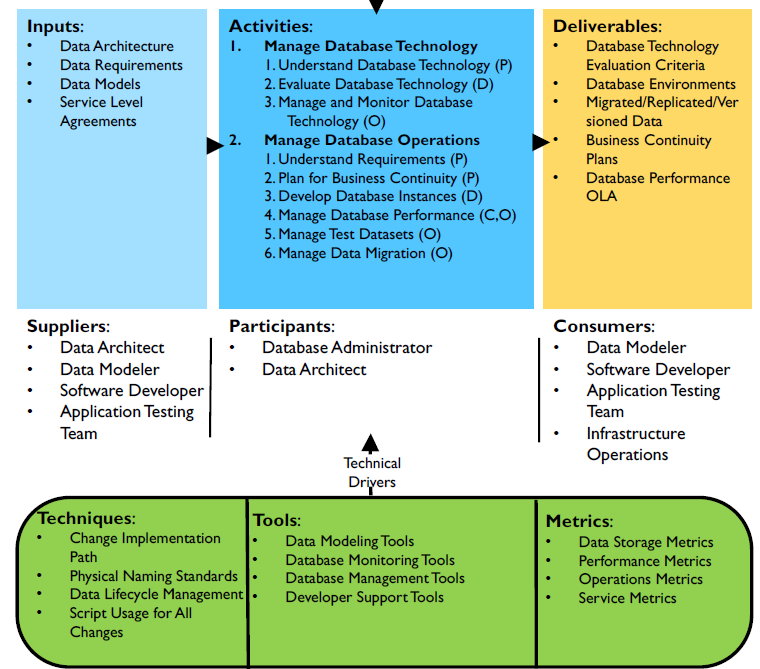 Inputs:
• Data Architecture
• Data Requirements
• Data Models
• Service Level
Agreements
Activities:
1. Manage Database Technology
1. Understand Database Technology (P)
2. Evaluate Database Technology (D)
3. Manage and Monitor Database
Technology (O)
2. Manage Database Operations
1. Understand Requirements (P)
2. Plan for Business Continuity (P)
3. Develop Database Instances (D)
4. Manage Database Performance (C,O)
5. Manage Test Datasets (O)
6. Manage Data Migration (O)
Deliverables:
• Database Technology
Evaluation Criteria
• Database Environments
• Migrated/Replicated/Ver
sioned Data
• Business Continuity
Plans
• Database Performance
OLA
Suppliers:
• Data Architect
• Data Modeler
• Software Developer
• Application Testing
Team
Participants:
• Database Administrator
• Data Architect
Consumers:
• Data Modeler
• Software Developer
• Application Testing
Team
• Infrastructure
Operations
Technical
Drivers
Techniques:
• Change Implementation
Path
• Physical Naming Standards
• Data Lifecycle Management
• Script Usage for All
Changes
Tools:
• Data Modeling Tools
• Database Monitoring Tools
• Database Management Tools
• Developer Support Tools
Metrics:
• Data Storage Metrics
• Performance Metrics
• Operations Metrics
• Service Metrics